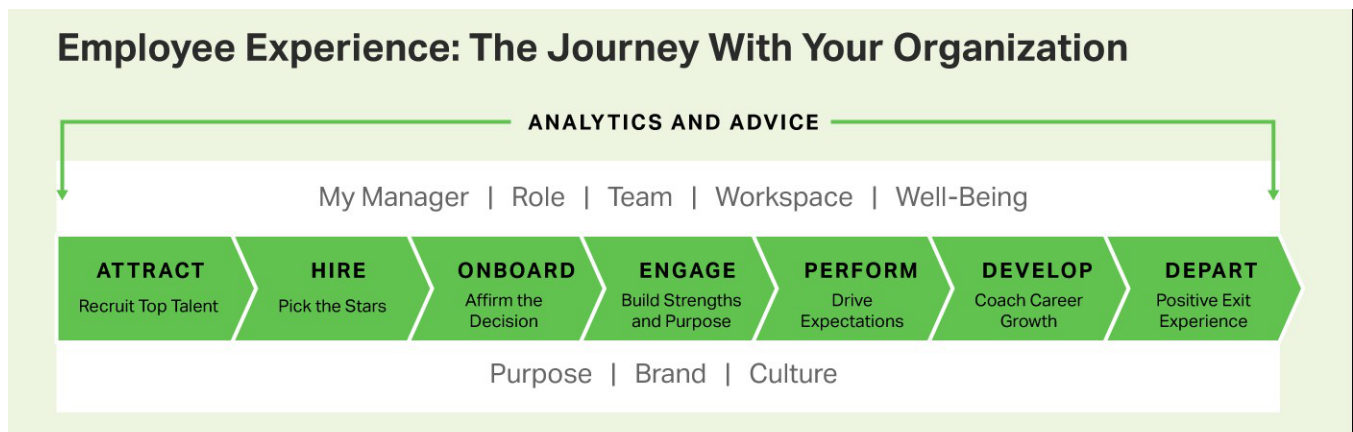 Employee Experience: The Journey With Your Organization
ANALYTICS AND ADVICE
My Manager | Role | Team | Workspace | Well-Being
ATTRACT
Recruit Top Talent
HIRE
Pick the Stars
ONBOARD
Affirm the
Decision
ENGAGE
Build Strengths
and Purpose
PERFORM
Drive
Expectations
DEVELOP
Coach Career
Growth
DEPART
Positive Exit
Experience
Purpose | Brand | Culture